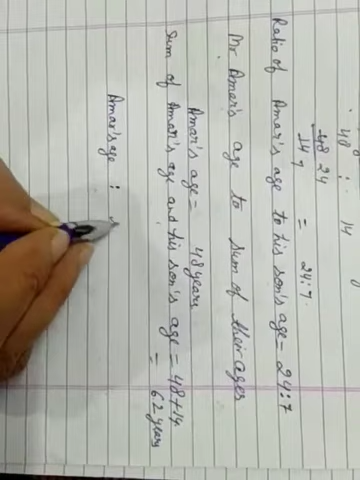 48 : 14
48 24
14 7 = 24:7.
Ratio of Amar's age to his son's age = 24:7
Mr Amar's age to sum of their ages
Amar's age = 48 years
Sum of Amar's age and his son's age = 48+14
= 62 years
Amar's age :